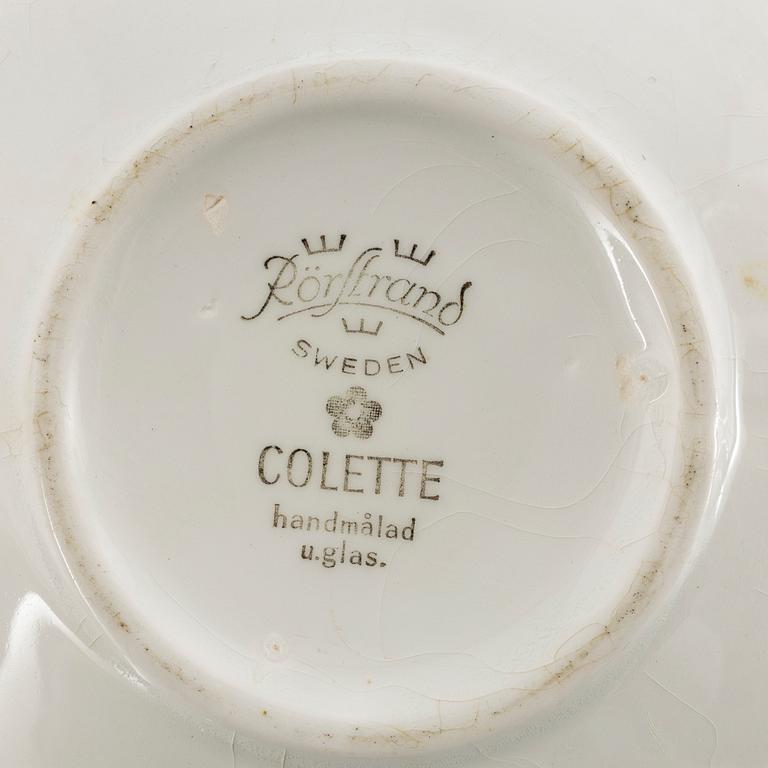 Rörstrand
SWEDEN
COLETTE
handmålad
u.glas.